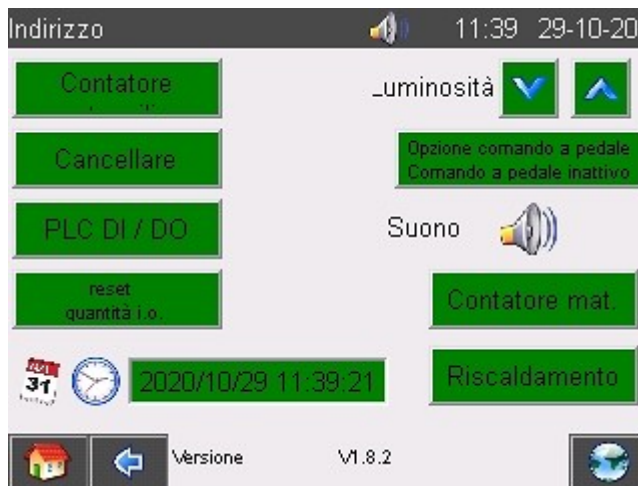 Indirizzo 11:39 29-10-20
Contatore
Luminosità
Cancellare
Opzione comando a pedale
Comando a pedale inattivo
PLC DI / DO
Suono
reset
quantità i.o.
Contatore mat.
31
2020/10/29 11:39:21
Riscaldamento
Versione V1.8.2